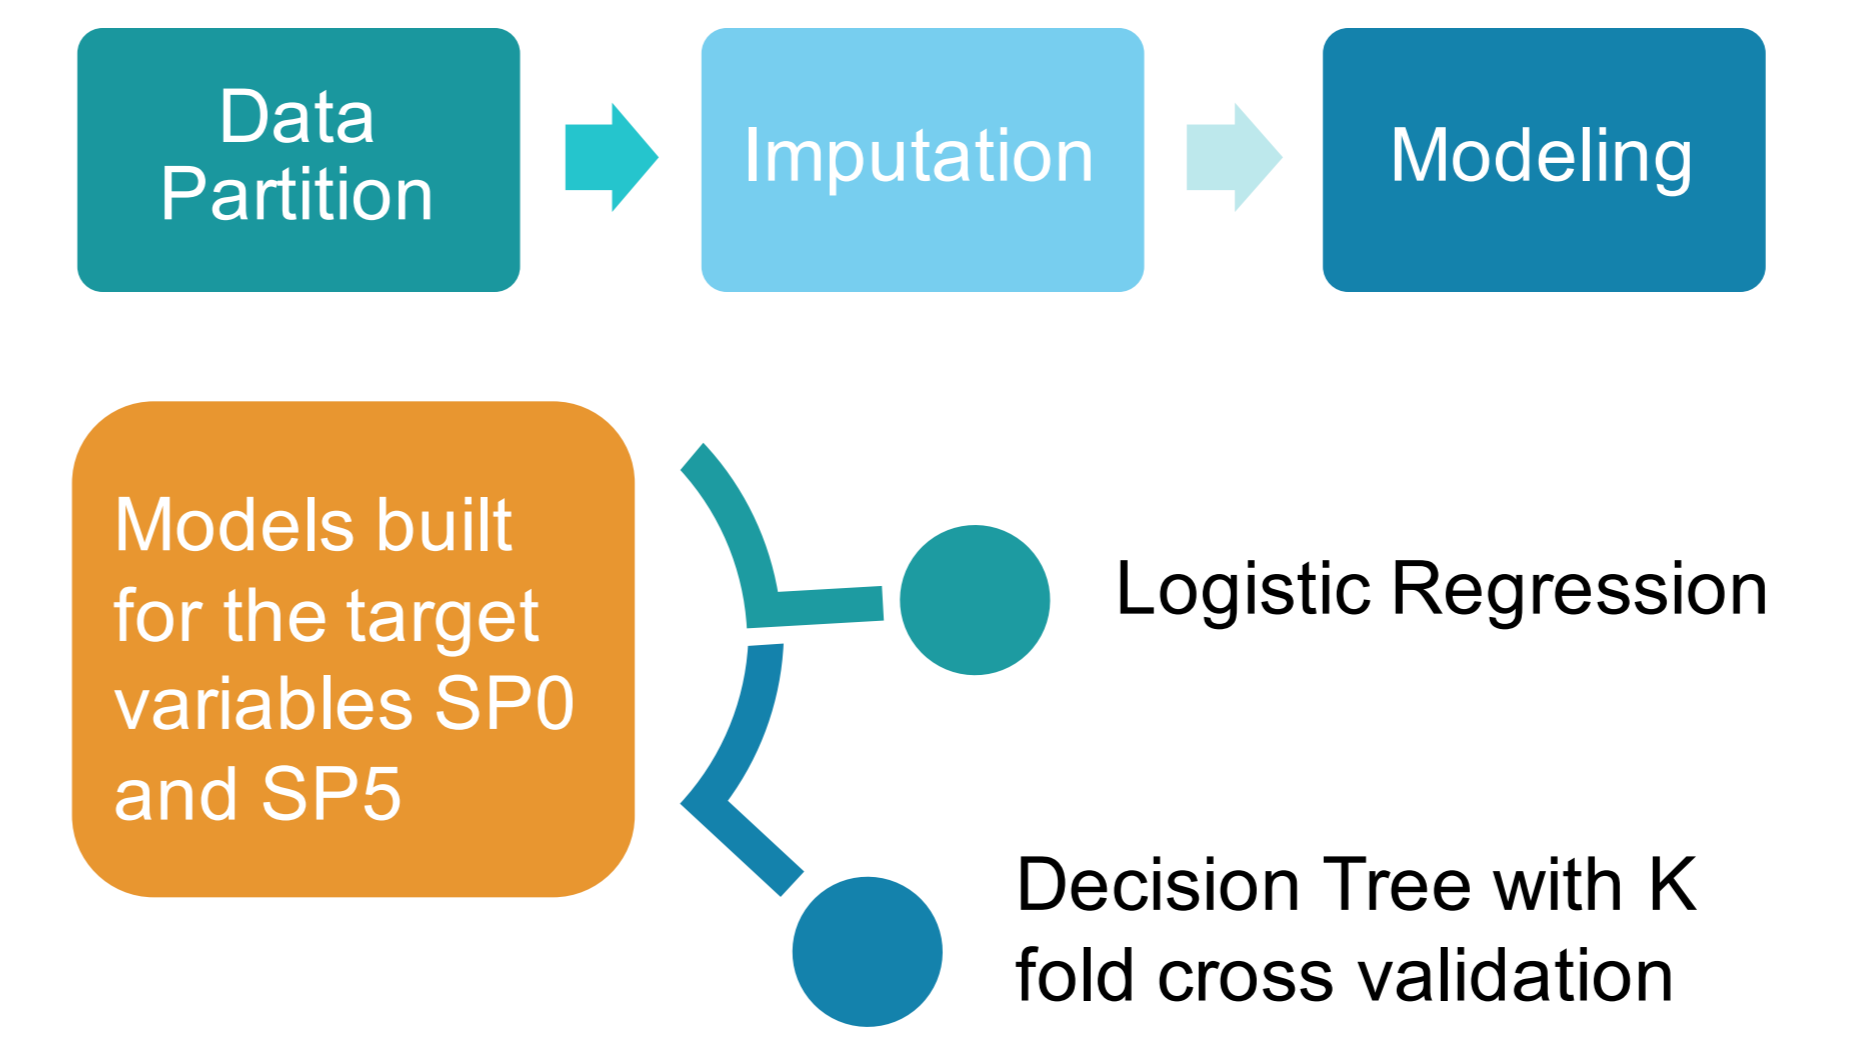 Data
Partition
Imputation
Modeling
Models built
for the target
variables SP0
and SP5
Logistic Regression
Decision Tree with K
fold cross validation